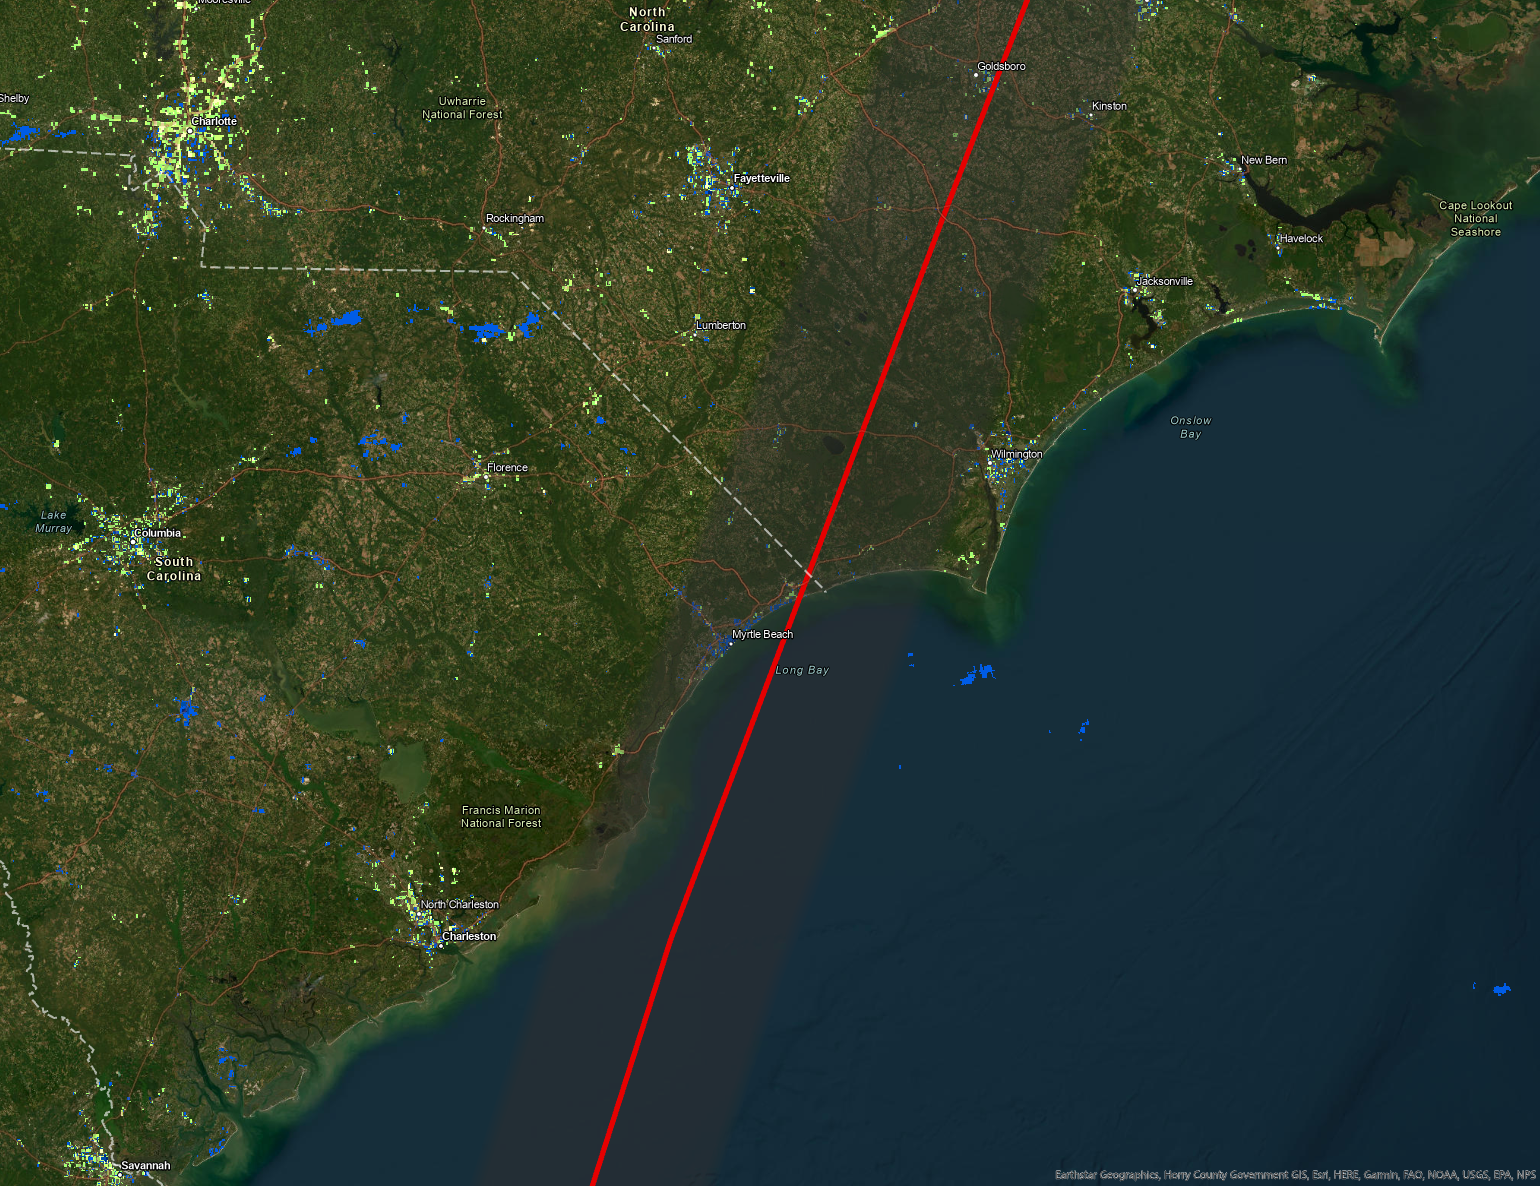 Mooresville
North
Carolina
Sanford
Goldsboro
Shelby
Uwharrie
National Forest
Kinston
Charlotte
New Bern
Fayetteville
Cape Lookout
National
Seashore
Rockingham
Havelock
Jacksonville
Lumberton
Onslow
Bay
Wilmington
Florence
Lake
Murray
Columbia
South
Carolina
Myrtle Beach
Long Bay
Francis Marion
National Forest
North Charleston
Charleston
Savannah
Earthstar Geographics, Horry County Government GIS, Esri, HERE, Garmin, FAO, NOAA, USGS, EPA, NPS